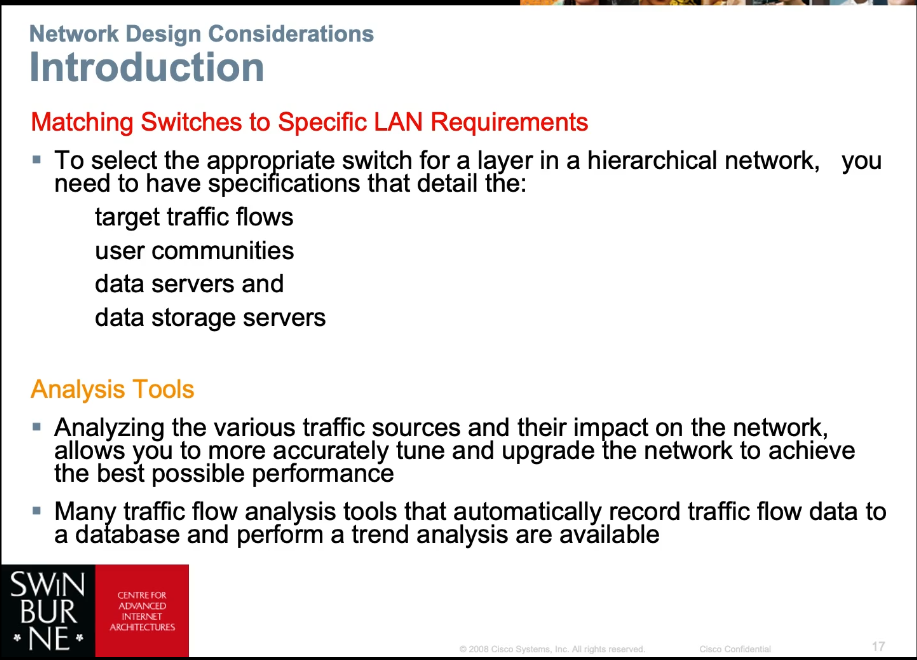 Network Design Considerations
Introduction
Matching Switches to Specific LAN Requirements
▪ To select the appropriate switch for a layer in a hierarchical network, you
need to have specifications that detail the:
target traffic flows
user communities
data servers and
data storage servers
Analysis Tools
▪ Analyzing the various traffic sources and their impact on the network,
allows you to more accurately tune and upgrade the network to achieve
the best possible performance
▪ Many traffic flow analysis tools that automatically record traffic flow data to
a database and perform a trend analysis are available
SWIN
BUR
* NE *
CENTRE FOR
ADVANCED
INTERNET
ARCHITECTURES
© 2008 Cisco Systems, Inc. All rights reserved. Cisco Confidential 17